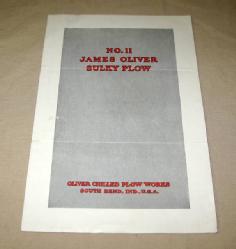 NO. 11
JAMES OLIVER
SULKY PLOW
OLIVER CHILLED PLOW WORKS
SOUTH BEND, IND., U.S.A.